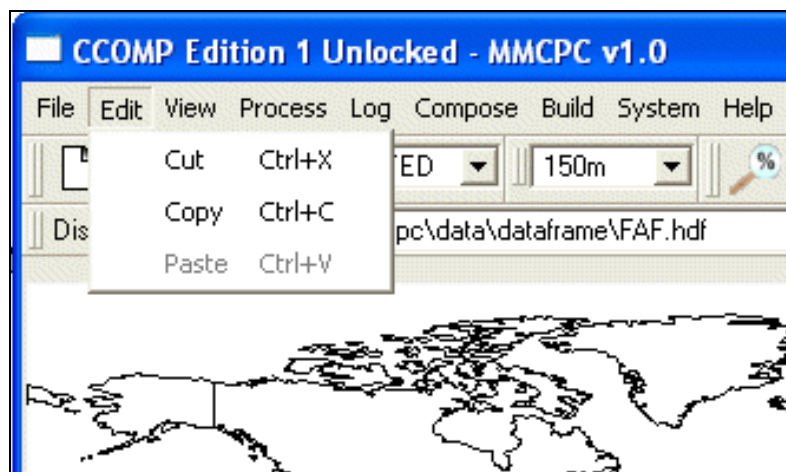 CCOMP Edition 1 Unlocked - MMCPC v1.0
File Edit View Process Log Compose Build System Help
Cut Ctrl+X
ED 150m %
Copy Ctrl+C
Dis pc\data\dataframe\FAF.hdf
Paste Ctrl+V